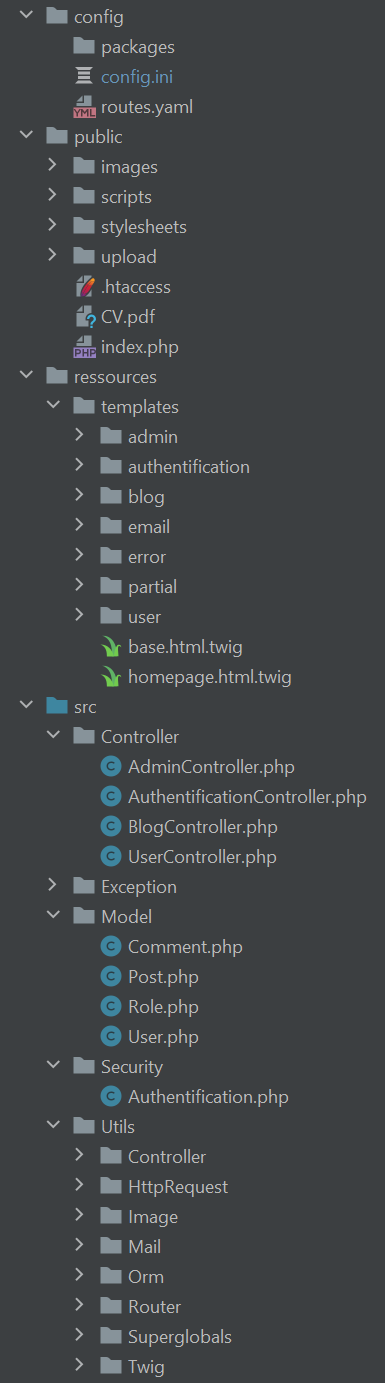 config
packages
config.ini
YML routes.yaml
public
images
scripts
stylesheets
upload
.htaccess
? CV.pdf
PHP index.php
ressources
templates
admin
authentification
blog
email
error
partial
user
base.html.twig
homepage.html.twig
src
Controller
C AdminController.php
C AuthentificationController.php
C BlogController.php
C UserController.php
Exception
Model
C Comment.php
C Post.php
C Role.php
C User.php
Security
C Authentification.php
Utils
Controller
HttpRequest
Image
Mail
Orm
Router
Superglobals
Twig